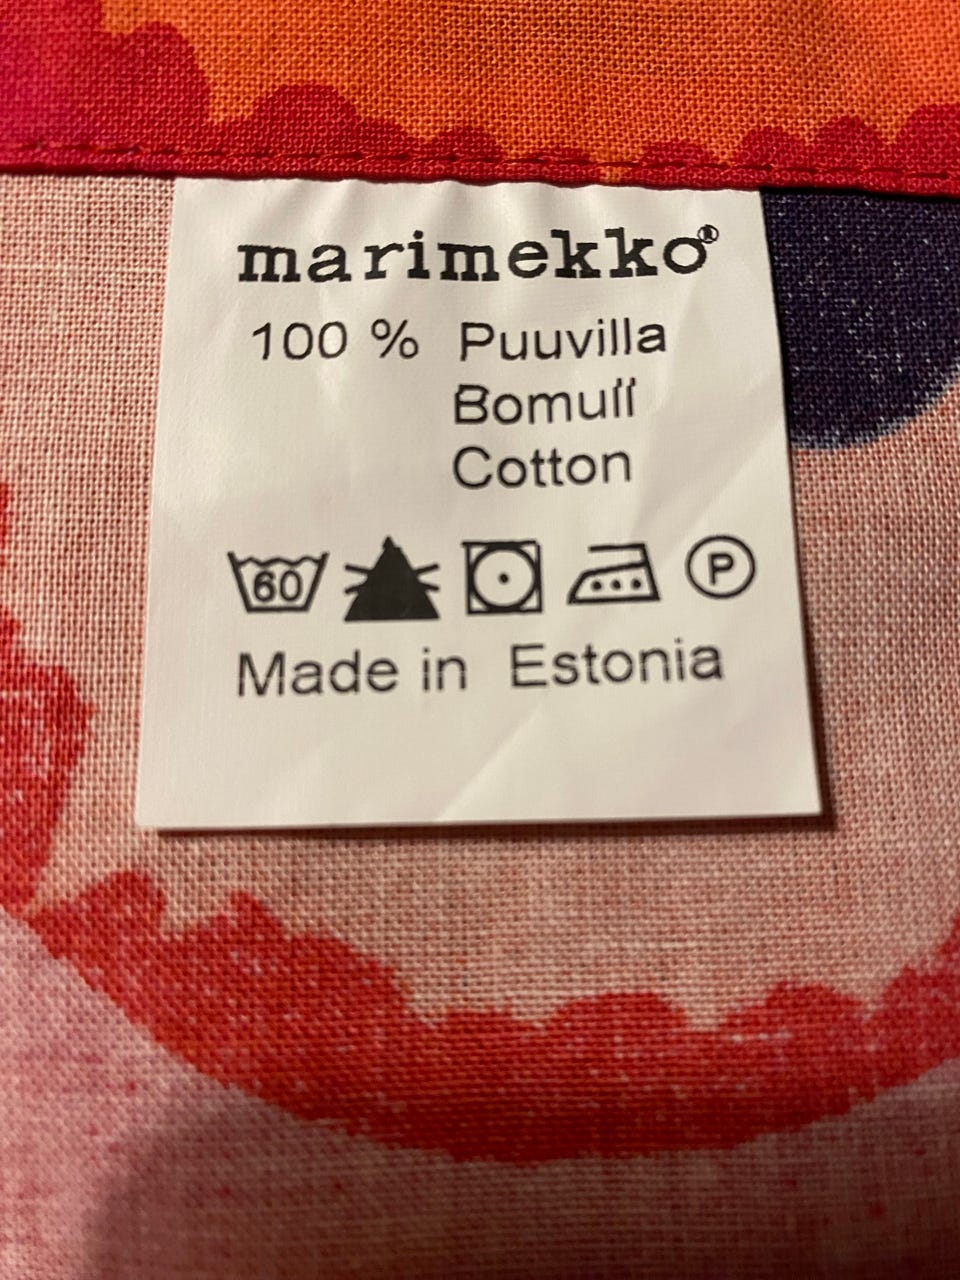 marimekko®
100 % Puuvilla
Bomull
Cotton
60 P
Made in Estonia